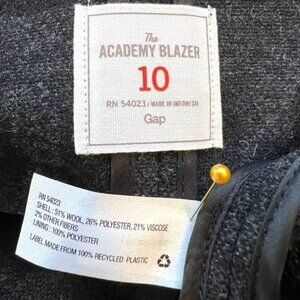 The
ACADEMY BLAZER
10
RN 54023 / MADE IN INDONESIA
Gap
RN 54023
SHELL : 51% WOOL, 26% POLYESTER, 21% VISCOSE
2% OTHER FIBERS
LINING : 100% POLYESTER
LABEL MADE FROM 100% RECYCLED PLASTIC